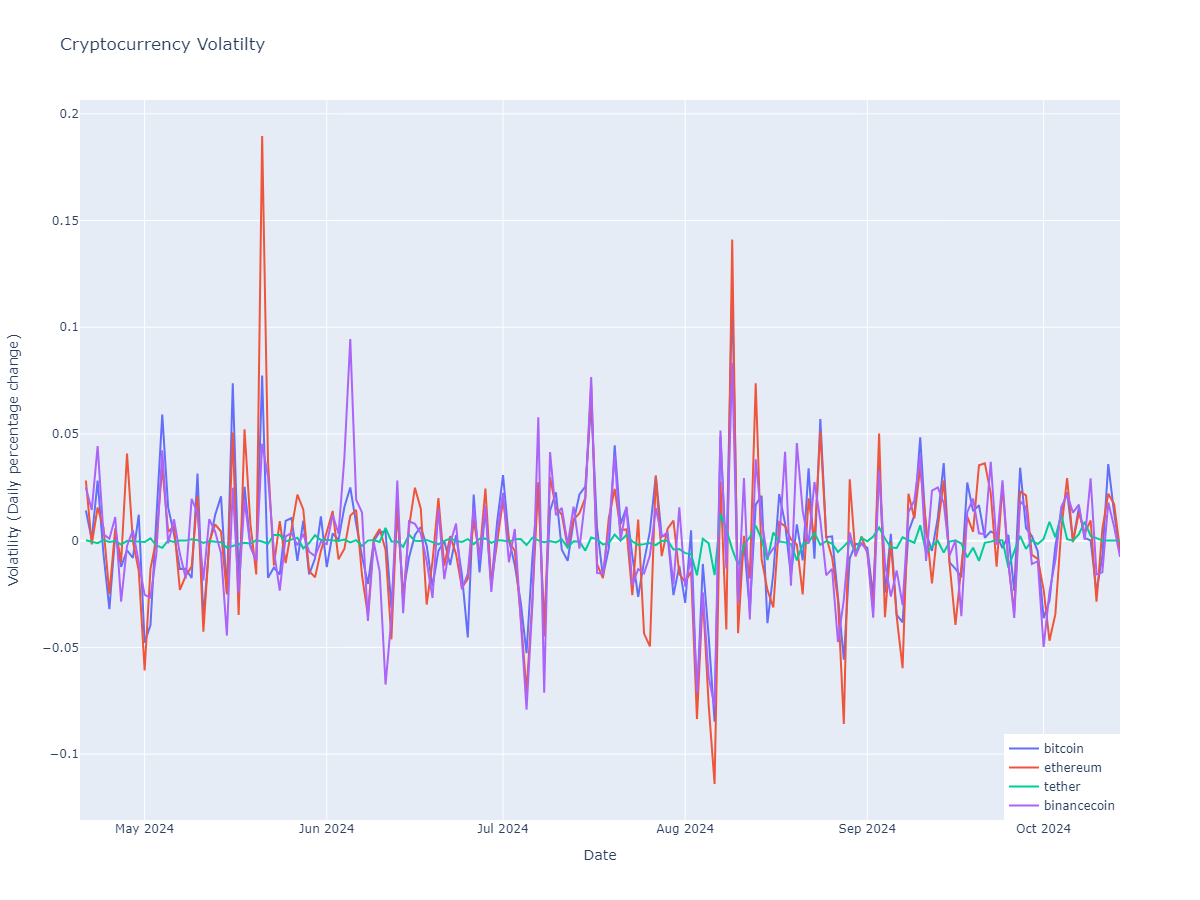 Cryptocurrency Volatilty
Volatility (Daily percentage change)
0.2
0.15
0.1
0.05
0
−0.05
−0.1
May 2024
Jun 2024
Jul 2024
Aug 2024
Sep 2024
Oct 2024
Date
bitcoin
ethereum
tether
binancecoin